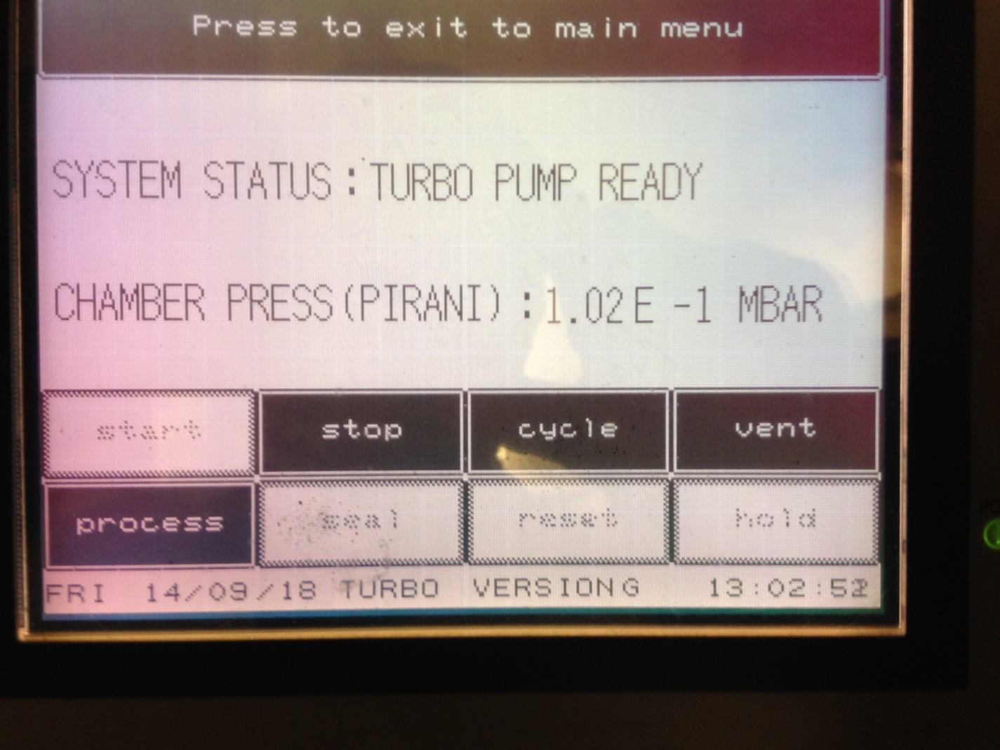 Press to exit to main menu
SYSTEM STATUS:TURBO PUMP READY
CHAMBER PRESS(PIRANI) :1.02E -1 MBAR
start stop cycle vent
process seal reset hold
FRI 14/09/18 TURBO VERSION G